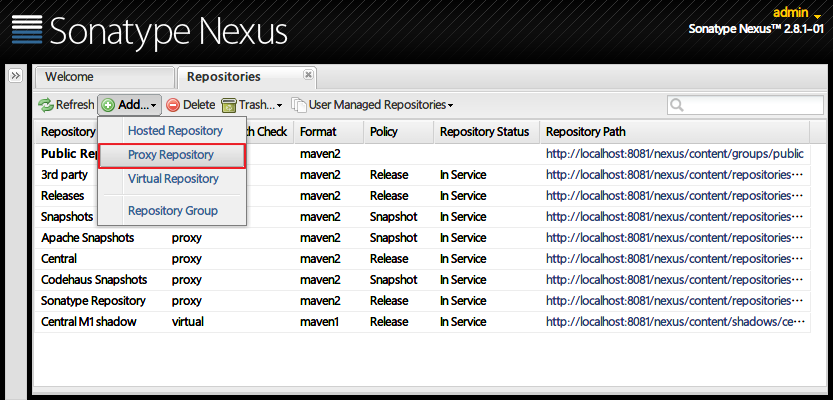 Sonatype Nexus
admin
Sonatype Nexus™ 2.8.1-01
Welcome
Repositories
Refresh Add... Delete Trash... User Managed Repositories
Repository Check Format Policy Repository Status Repository Path
Hosted Repository
Proxy Repository
Virtual Repository
Repository Group
Public Rep maven2 http://localhost:8081/nexus/content/groups/public
3rd party maven2 Release In Service http://localhost:8081/nexus/content/repositories...
Releases maven2 Release In Service http://localhost:8081/nexus/content/repositories...
Snapshots maven2 Snapshot In Service http://localhost:8081/nexus/content/repositories...
Apache Snapshots proxy maven2 Snapshot In Service http://localhost:8081/nexus/content/repositories...
Central proxy maven2 Release In Service http://localhost:8081/nexus/content/repositories...
Codehaus Snapshots proxy maven2 Snapshot In Service http://localhost:8081/nexus/content/repositories...
Sonatype Repository proxy maven2 Release In Service http://localhost:8081/nexus/content/repositories...
Central M1 shadow virtual maven1 Release In Service http://localhost:8081/nexus/content/shadows/ce...